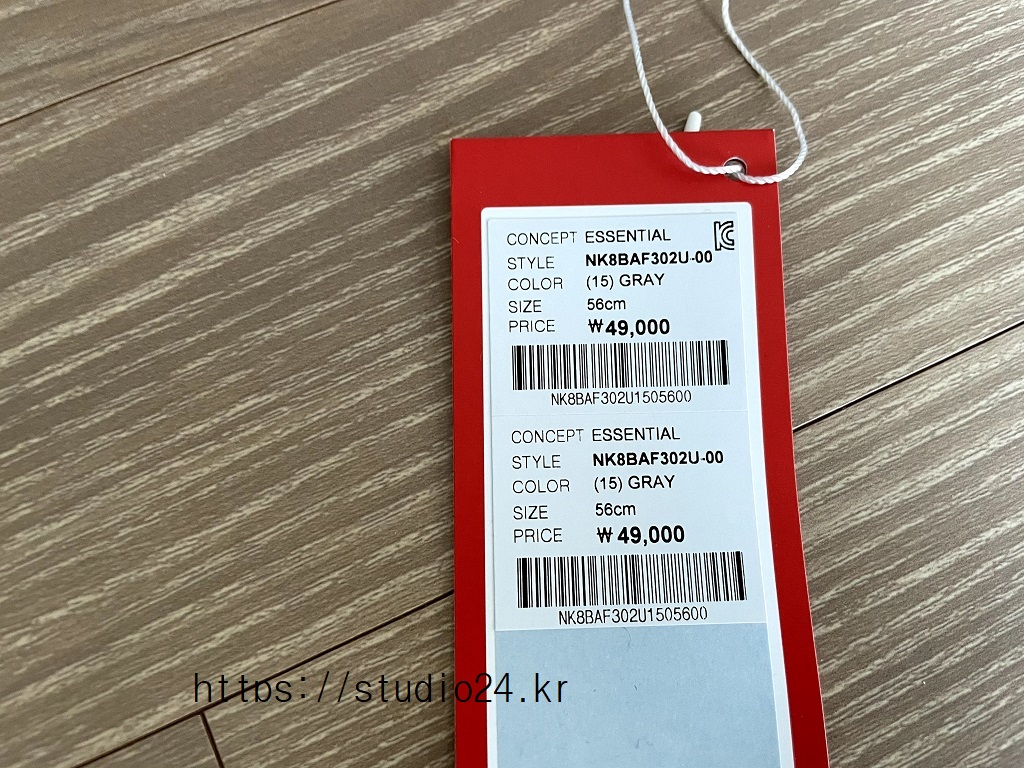 CONCEPT ESSENTIAL
STYLE NK8BAF302U-00
COLOR (15) GRAY
SIZE 56cm
PRICE ₩49,000
NK8BAF302U1505600
CONCEPT ESSENTIAL
STYLE NK8BAF302U-00
COLOR (15) GRAY
SIZE 56cm
PRICE ₩49,000
NK8BAF302U1505600
https://studio24.kr